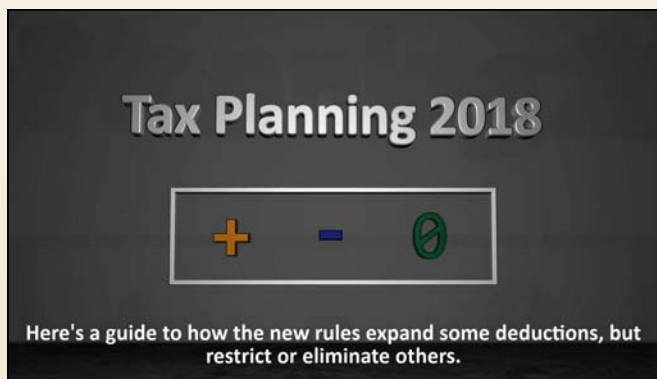 Tax Planning 2018
+ - 0
Here's a guide to how the new rules expand some deductions, but
restrict or eliminate others.